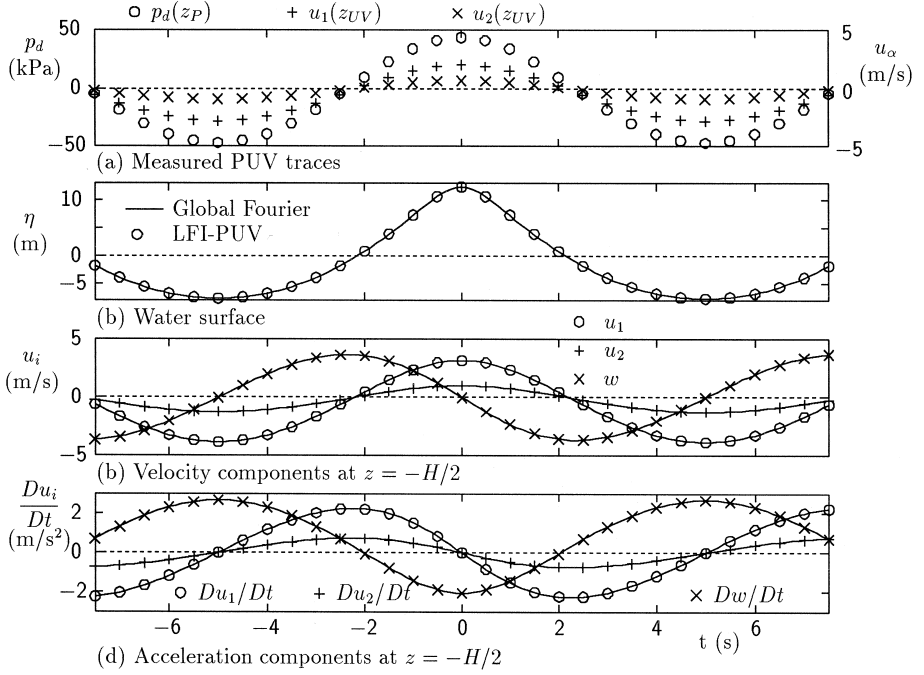 p_d(z_P) u_1(z_UV) u_2(z_UV)
p_d
(kPa)
50
0
−50
5
0
−5
u_α
(m/s)
(a) Measured PUV traces
η
(m)
10
0
−5
Global Fourier
LFI-PUV
(b) Water surface
u_1
u_2
w
u_i
(m/s)
5
0
−5
(b) Velocity components at z = −H/2
Du_i
Dt
(m/s²)
2
0
−2
Du_1/Dt Du_2/Dt Dw/Dt
−6 −4 −2 0 2 4 6
t (s)
(d) Acceleration components at z = −H/2